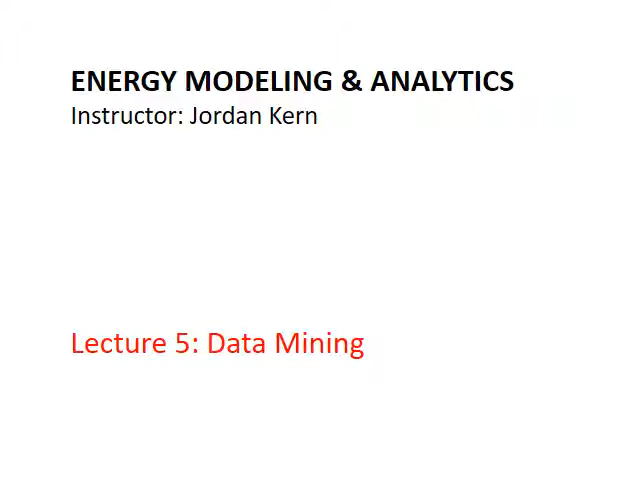 ENERGY MODELING & ANALYTICS
Instructor: Jordan Kern
Lecture 5: Data Mining